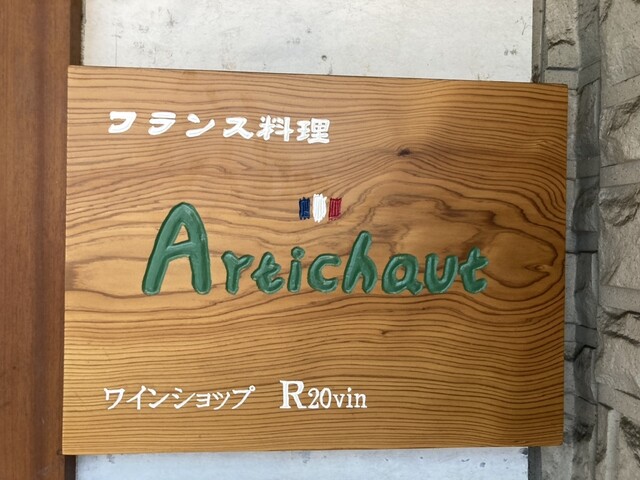 フランス料理
Artichaut
ワインショップ R20vin